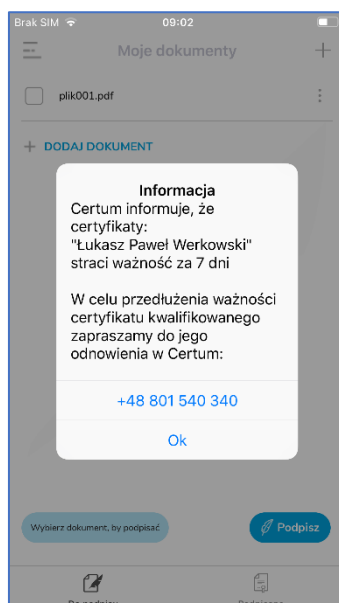 Brak SIM 09:02
Moje dokumenty
plik001.pdf
+ DODAJ DOKUMENT
Informacja
Certum informuje, że
certyfikaty:
"Łukasz Paweł Werkowski"
straci ważność za 7 dni
W celu przedłużenia ważności
certyfikatu kwalifikowanego
zapraszamy do jego
odnowienia w Certum:
+48 801 540 340
Ok
Wybierz dokument, by podpisać
Podpisz